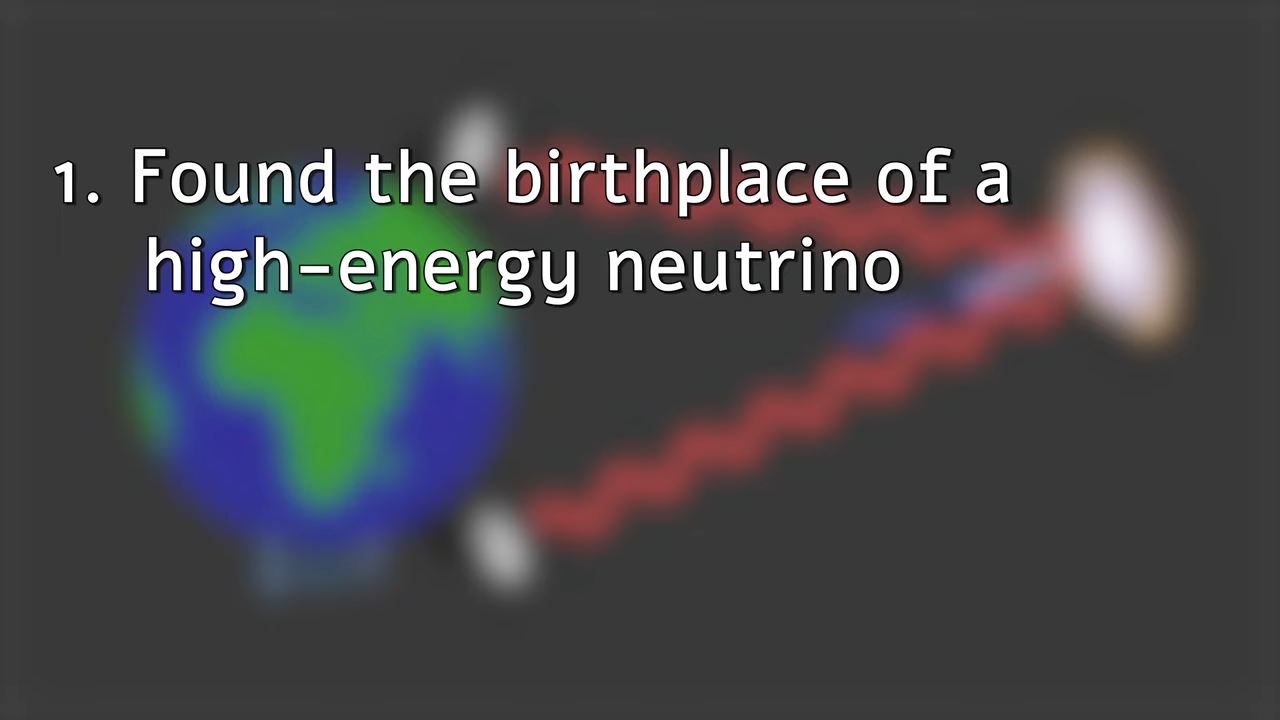 1. Found the birthplace of a
high-energy neutrino